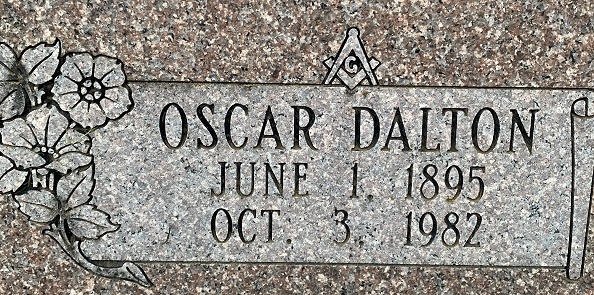 G
OSCAR DALTON
JUNE 1 1895
OCT 3 1982